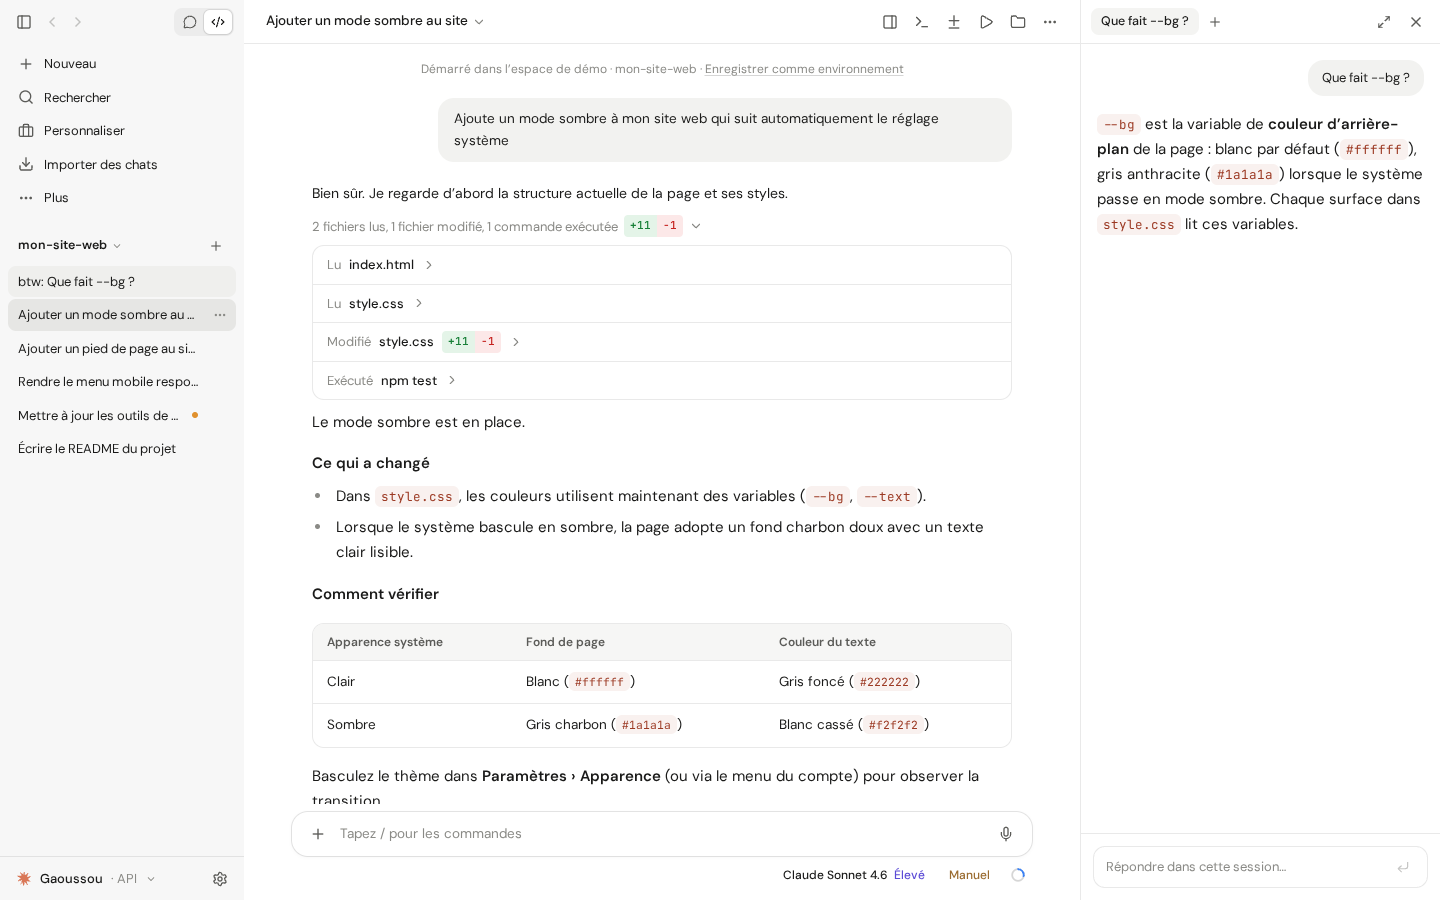 Nouveau
Rechercher
Personnaliser
Importer des chats
Plus
mon-site-web
btw: Que fait --bg ?
Ajouter un mode sombre au ...
Ajouter un pied de page au si...
Rendre le menu mobile respo...
Mettre à jour les outils de ...
Écrire le README du projet
Gaoussou · API
Ajouter un mode sombre au site
Démarré dans l’espace de démo · mon-site-web · Enregistrer comme environnement
Ajoute un mode sombre à mon site web qui suit automatiquement le réglage
système
Bien sûr. Je regarde d’abord la structure actuelle de la page et ses styles.
2 fichiers lus, 1 fichier modifié, 1 commande exécutée +11 -1
Lu index.html
Lu style.css
Modifié style.css +11 -1
Exécuté npm test
Le mode sombre est en place.
Ce qui a changé
Dans style.css, les couleurs utilisent maintenant des variables (--bg, --text).
Lorsque le système bascule en sombre, la page adopte un fond charbon doux avec un texte
clair lisible.
Comment vérifier
Apparence système Fond de page Couleur du texte
Clair Blanc (#ffffff) Gris foncé (#222222)
Sombre Gris charbon (#1a1a1a) Blanc cassé (#f2f2f2)
Basculez le thème dans Paramètres › Apparence (ou via le menu du compte) pour observer la
transition
Tapez / pour les commandes
Claude Sonnet 4.6 Élevé Manuel
Que fait --bg ?
Que fait --bg ?
--bg est la variable de couleur d’arrière-
plan de la page : blanc par défaut (#ffffff),
gris anthracite (#1a1a1a) lorsque le système
passe en mode sombre. Chaque surface dans
style.css lit ces variables.
Répondre dans cette session...